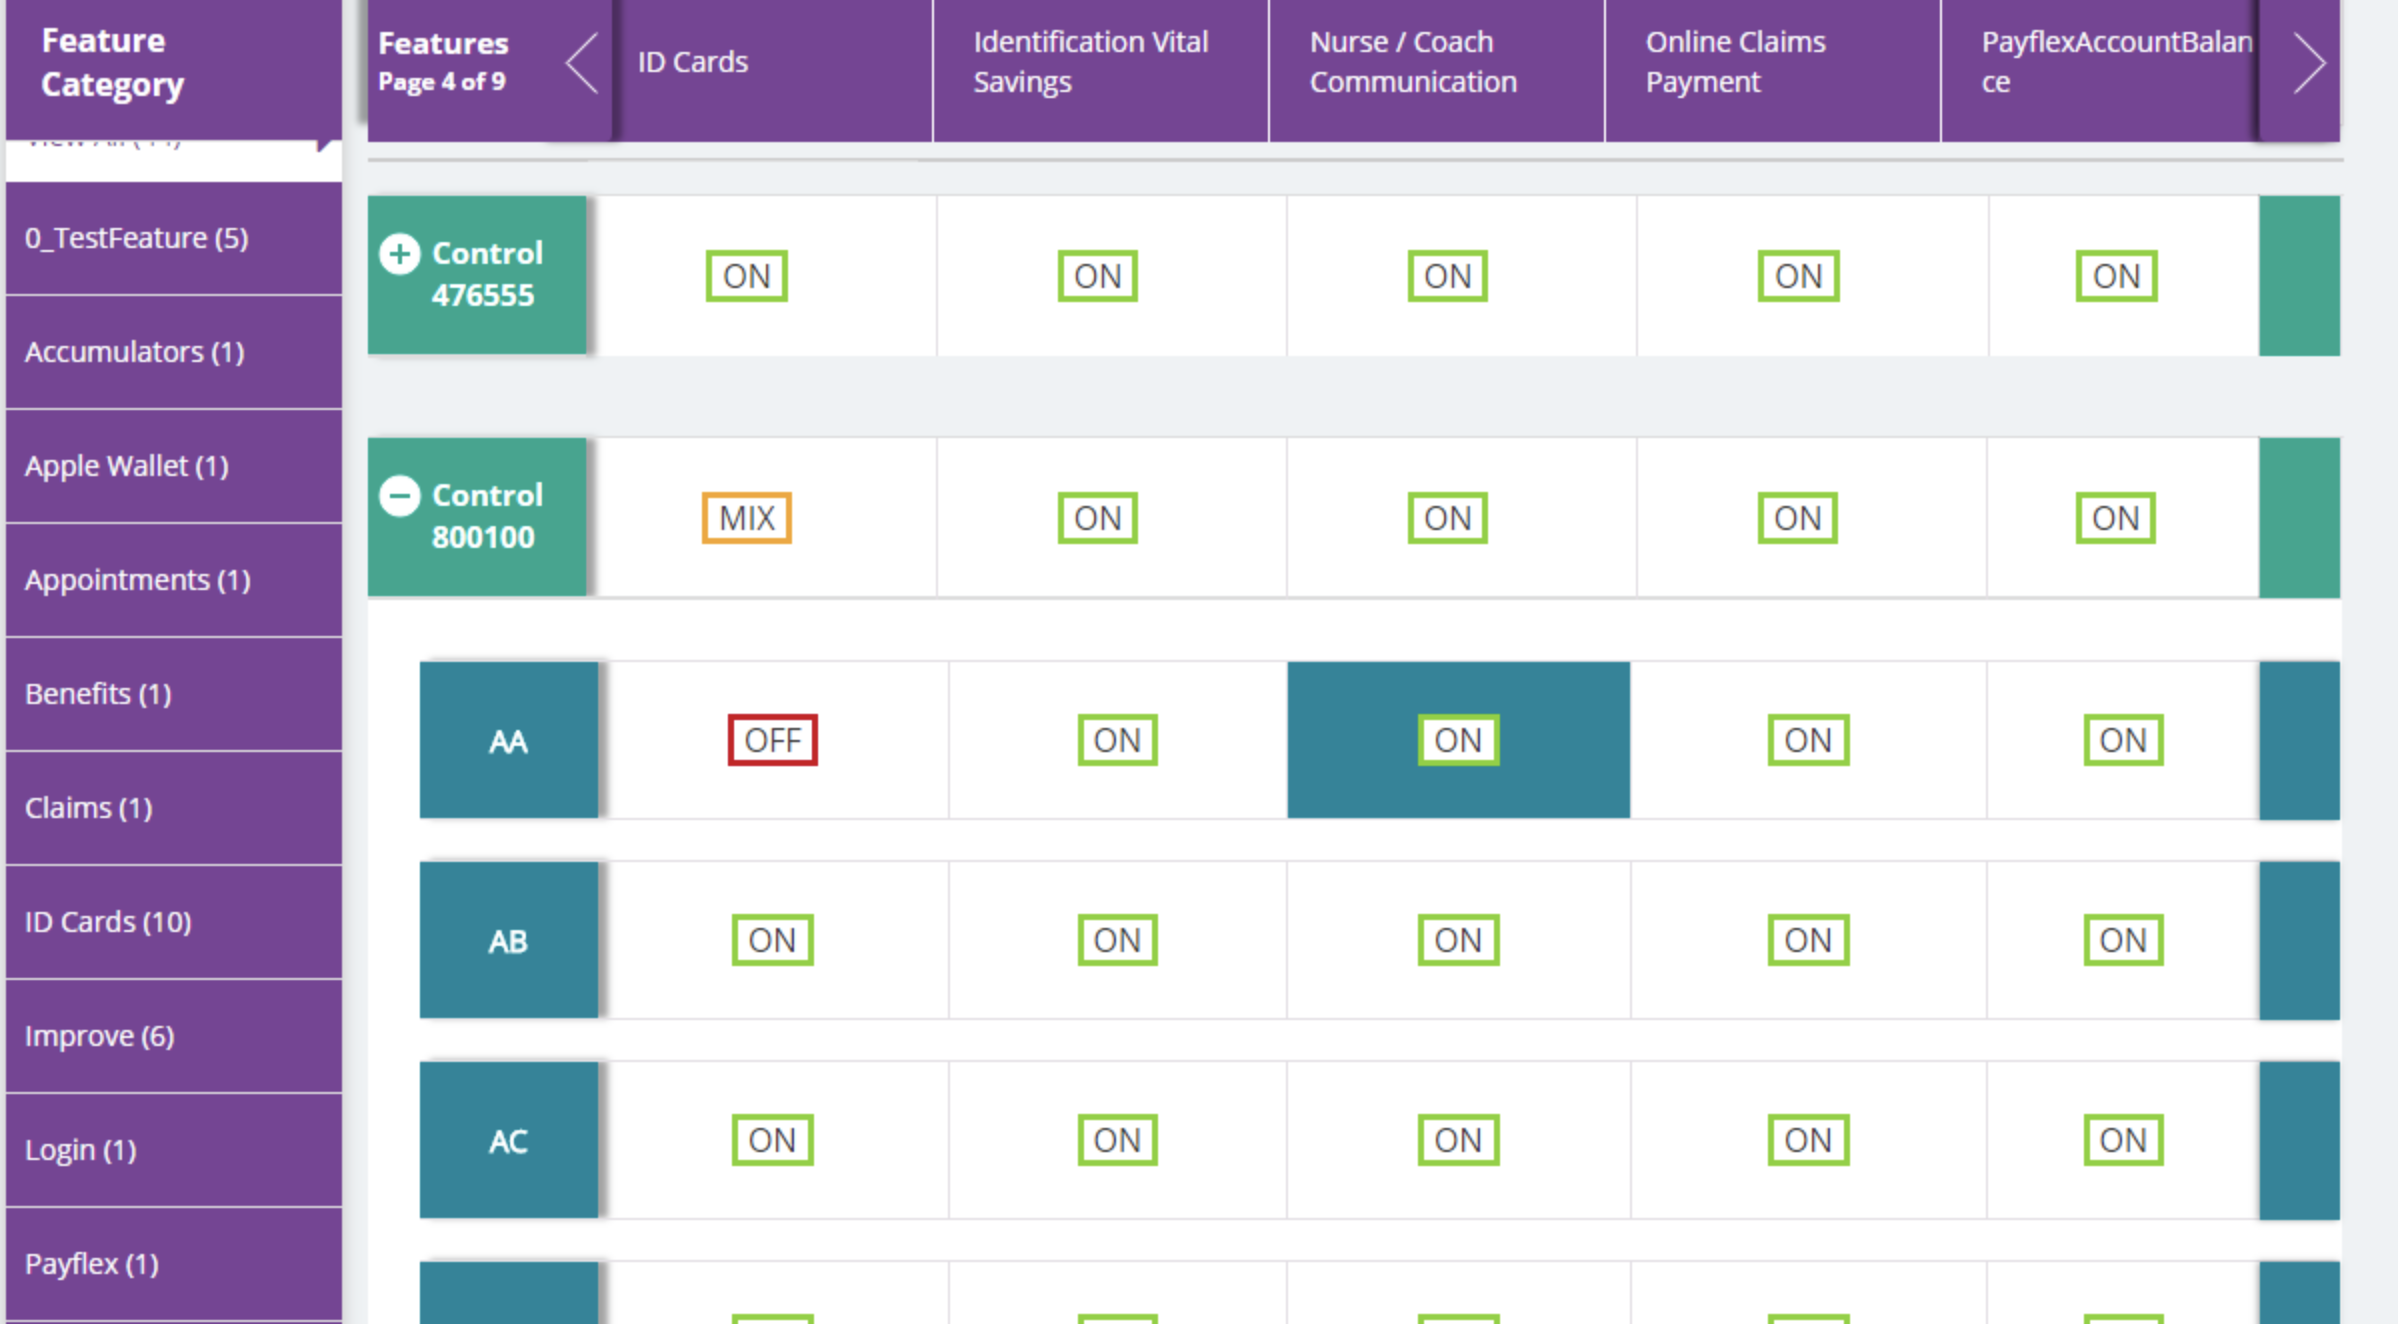 Feature
Category
Features
Page 4 of 9
ID Cards
Identification Vital
Savings
Nurse / Coach
Communication
Online Claims
Payment
PayflexAccountBalan
ce
0_TestFeature (5)
Accumulators (1)
Apple Wallet (1)
Appointments (1)
Benefits (1)
Claims (1)
ID Cards (10)
Improve (6)
Login (1)
Payflex (1)
Control
476555
ON ON ON ON ON
Control
800100
MIX ON ON ON ON
AA OFF ON ON ON ON
AB ON ON ON ON ON
AC ON ON ON ON ON